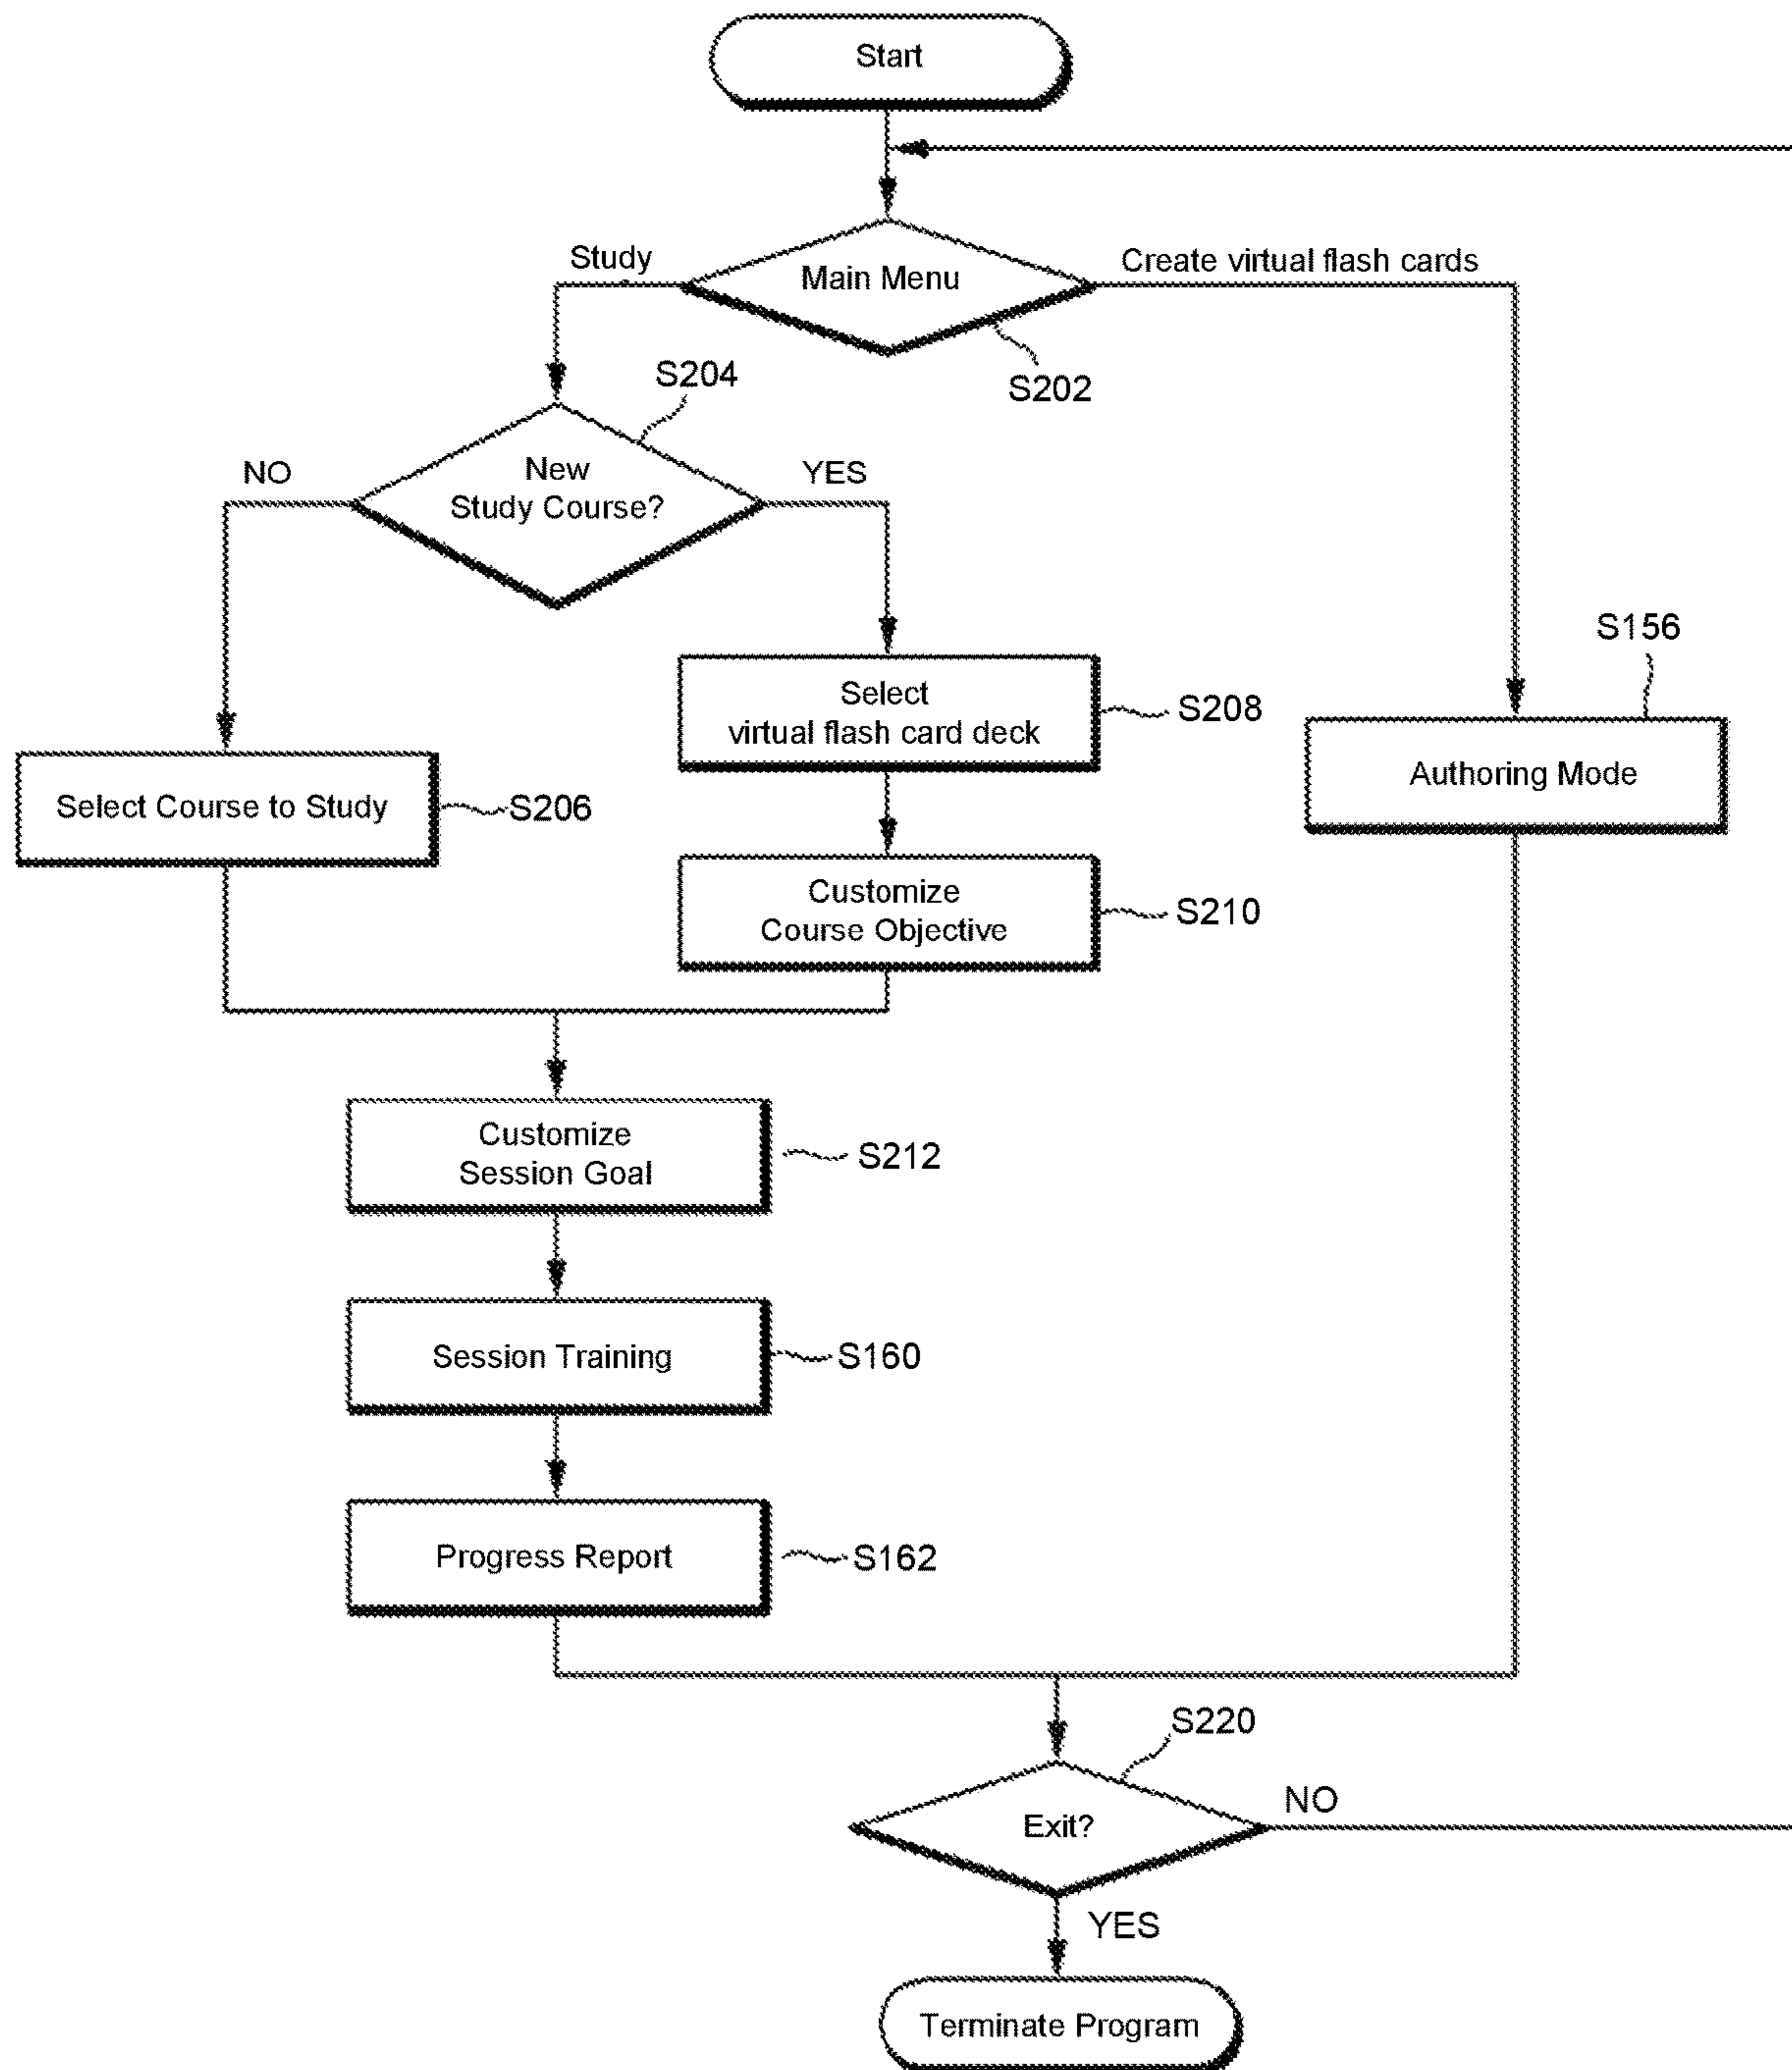 Start
Study
Main Menu
Create virtual flash cards
S202
S204
NO
New
Study Course?
YES
S156
Select
virtual flash card deck
S208
Authoring Mode
Select Course to Study
S206
Customize
Course Objective
S210
Customize
Session Goal
S212
Session Training
S160
Progress Report
S162
S220
Exit?
NO
YES
Terminate Program